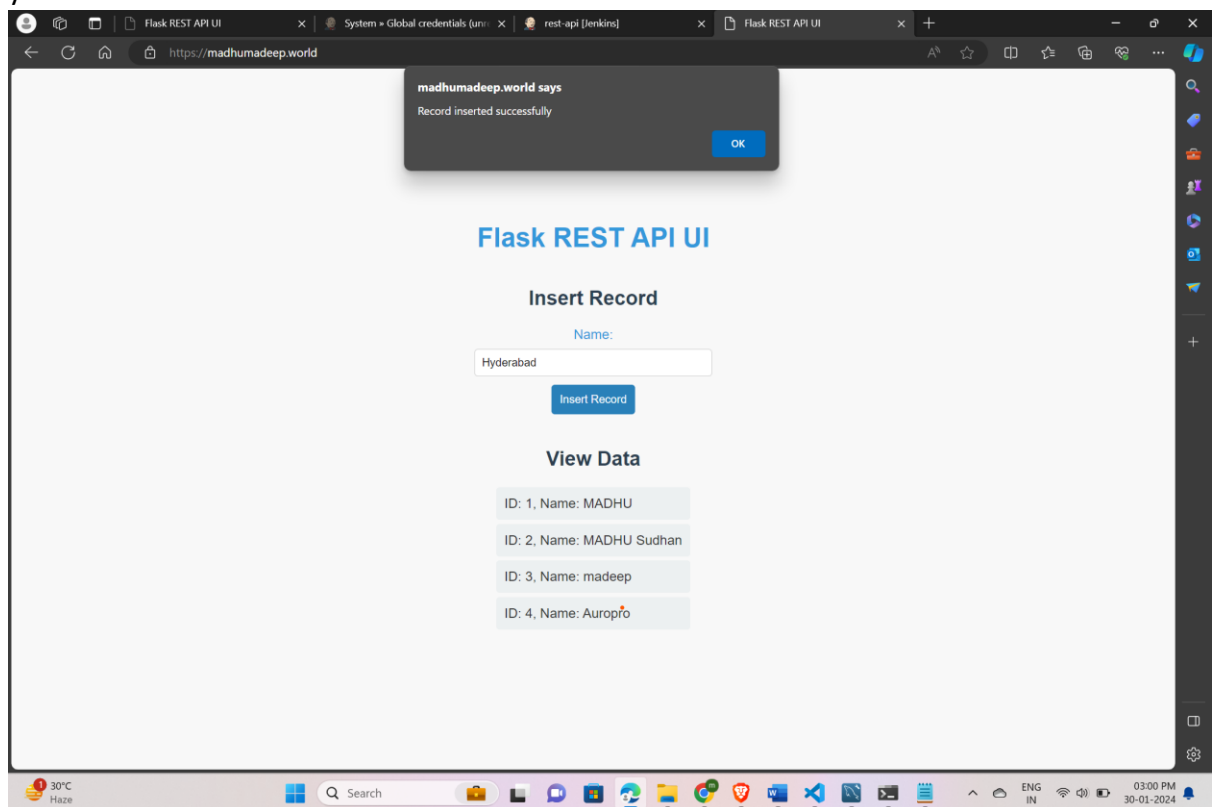 Flask REST API UI
System » Global credentials (unre
rest-api [Jenkins]
Flask REST API UI
https://madhumadeep.world
madhumadeep.world says
Record inserted successfully
OK
Flask REST API UI
Insert Record
Name:
Hyderabad
Insert Record
View Data
ID: 1, Name: MADHU
ID: 2, Name: MADHU Sudhan
ID: 3, Name: madeep
ID: 4, Name: Auropro
1
30°C
Haze
Search
ENG
IN
03:00 PM
30-01-2024